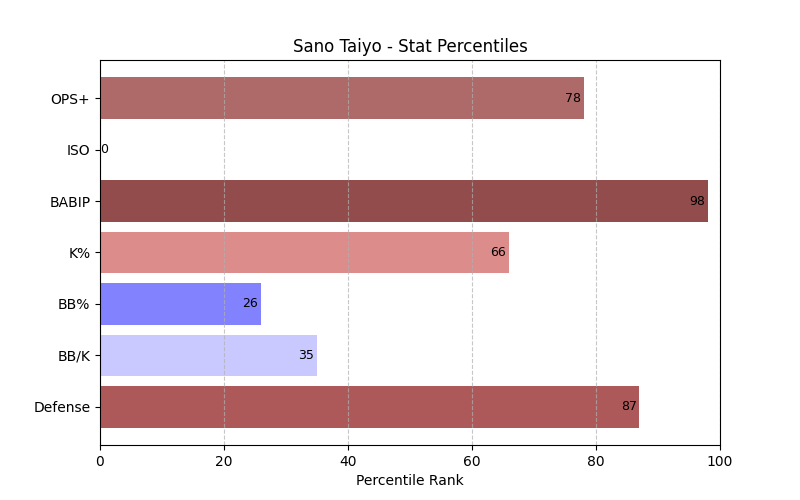 Sano Taiyo - Stat Percentiles
OPS+
78
ISO
0
BABIP
98
K%
66
BB%
26
BB/K
35
Defense
87
0 20 40 60 80 100
Percentile Rank